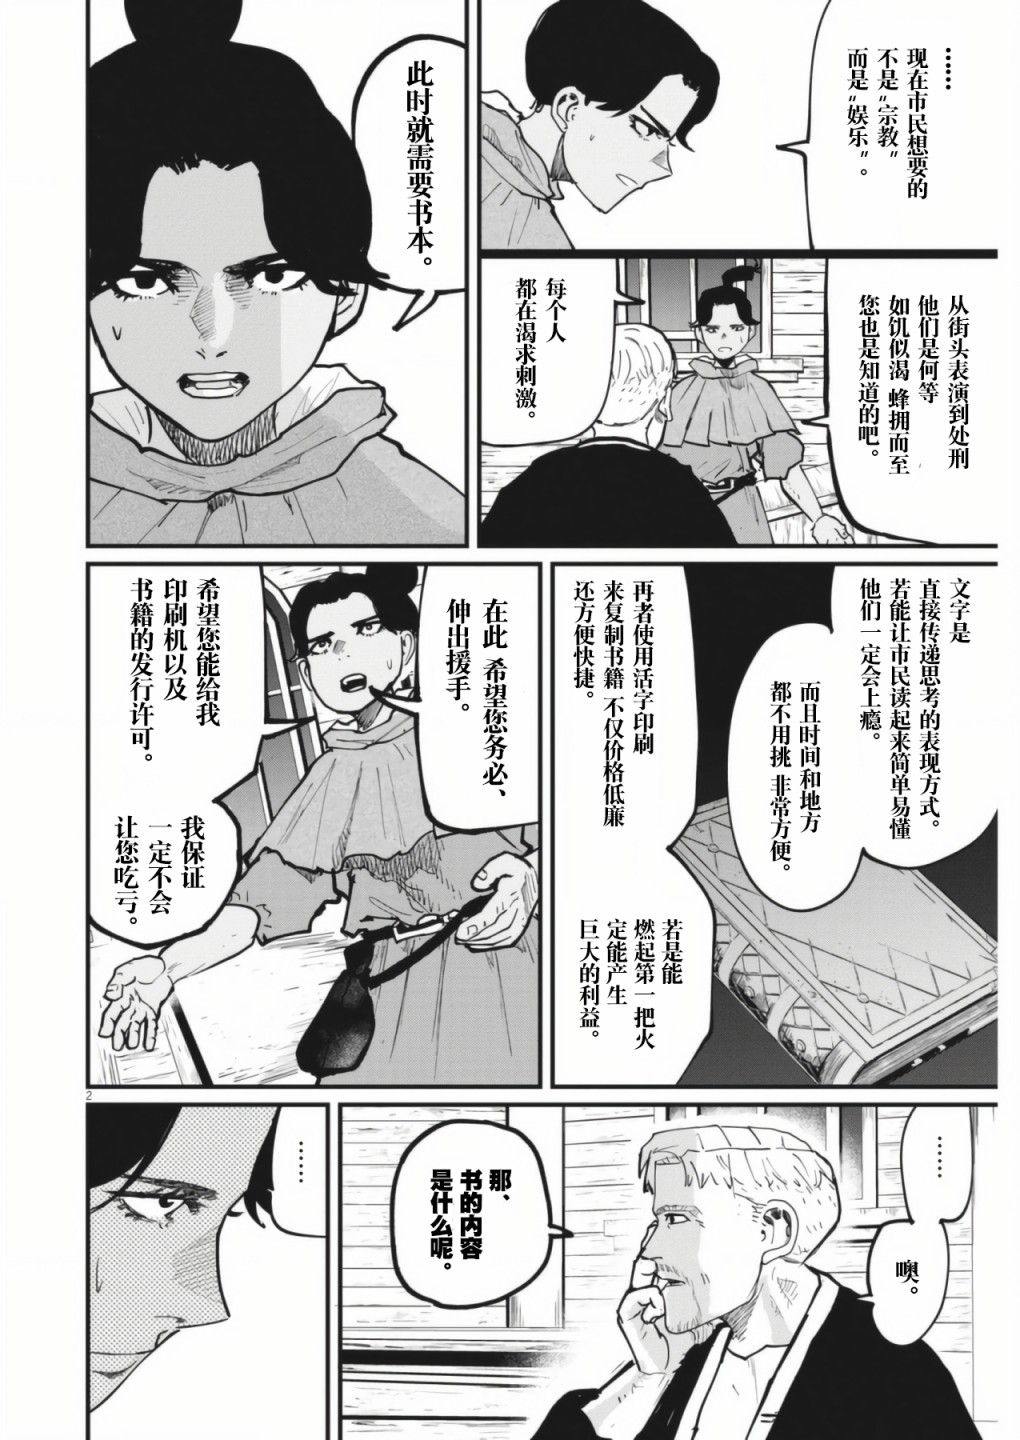 ……
现在市民想要的
不是“宗教”
而是“娱乐”。
从街头表演到处刑
他们是何等
如饥似渴 蜂拥而至
您也是知道的吧。
每个人
都在渴求刺激。
此时就需要书本。
文字是
直接传递思考的表现方式。
若能让市民读起来简单易懂
他们一定会上瘾。
而且时间和地方
都不用挑 非常方便。
再者使用活字印刷
来复制书籍 不仅价格低廉
还方便快捷。
若是能
燃起第一把火
定能产生
巨大的利益。
在此 希望您务必、
伸出援手。
希望您能给我
印刷机以及
书籍的发行许可。
我保证
一定不会
让您吃亏。
2
……
噢。
那、
书的内容
是什么呢。
……